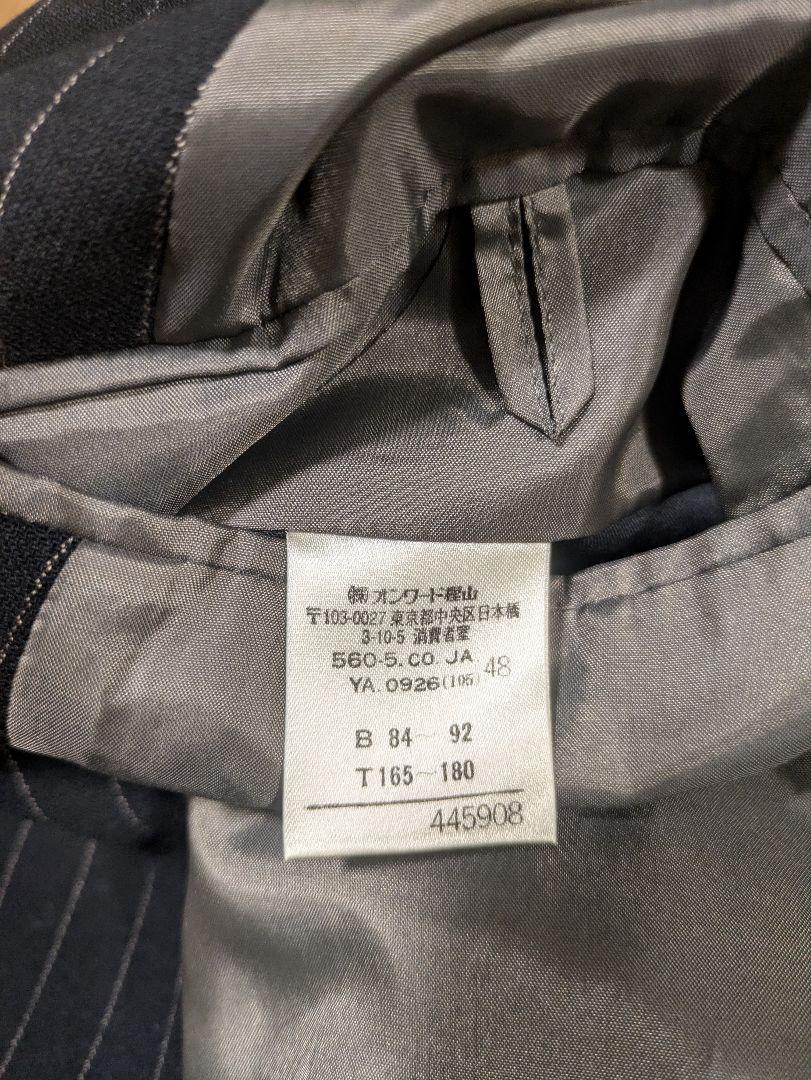 ㈱オンワード樫山
〒103-0027 東京都中央区日本橋
3-10-5 消費者室
560-5.CO.JA 48
YA.0926(105)
B 84～92
T 165～180
445908